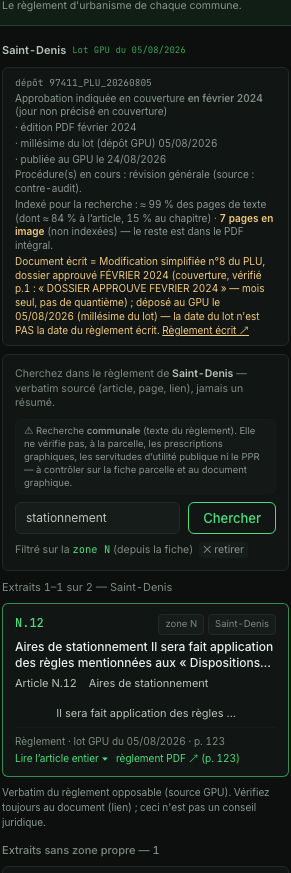 Le règlement d'urbanisme de chaque commune.
Saint-Denis Lot GPU du 05/08/2026
dépôt 97411_PLU_20260805
Approbation indiquée en couverture en février 2024
(jour non précisé en couverture)
· édition PDF février 2024
· millésime du lot (dépôt GPU) 05/08/2026
· publiée au GPU le 24/08/2026
Procédure(s) en cours : révision générale (source :
contre-audit).
Indexé pour la recherche : ≈ 99 % des pages de texte
(dont ≈ 84 % à l'article, 15 % au chapitre) · 7 pages en
image (non indexées) — le reste est dans le PDF
intégral.
Document écrit = Modification simplifiée n°8 du PLU,
dossier approuvé FÉVRIER 2024 (couverture, vérifié
p.1 : « DOSSIER APPROUVE FEVRIER 2024 » — mois
seul, pas de quantième) ; déposé au GPU le
05/08/2026 (millésime du lot) — la date du lot n'est
PAS la date du règlement écrit. Règlement écrit ↗
Cherchez dans le règlement de Saint-Denis —
verbatim sourcé (article, page, lien), jamais un
résumé.
⚠ Recherche communale (texte du règlement). Elle
ne vérifie pas, à la parcelle, les prescriptions
graphiques, les servitudes d'utilité publique ni le PPR
— à contrôler sur la fiche parcelle et au document
graphique.
stationnement Chercher
Filtré sur la zone N (depuis la fiche) ✕ retirer
Extraits 1–1 sur 2 — Saint-Denis
N.12 zone N Saint-Denis
Aires de stationnement Il sera fait application
des règles mentionnées aux « Dispositions...
Article N.12 Aires de stationnement
Il sera fait application des règles ...
Règlement · lot GPU du 05/08/2026 · p. 123
Lire l'article entier ▾ règlement PDF ↗ (p. 123)
Verbatim du règlement opposable (source GPU). Vérifiez
toujours au document (lien) ; ceci n'est pas un conseil
juridique.
Extraits sans zone propre — 1